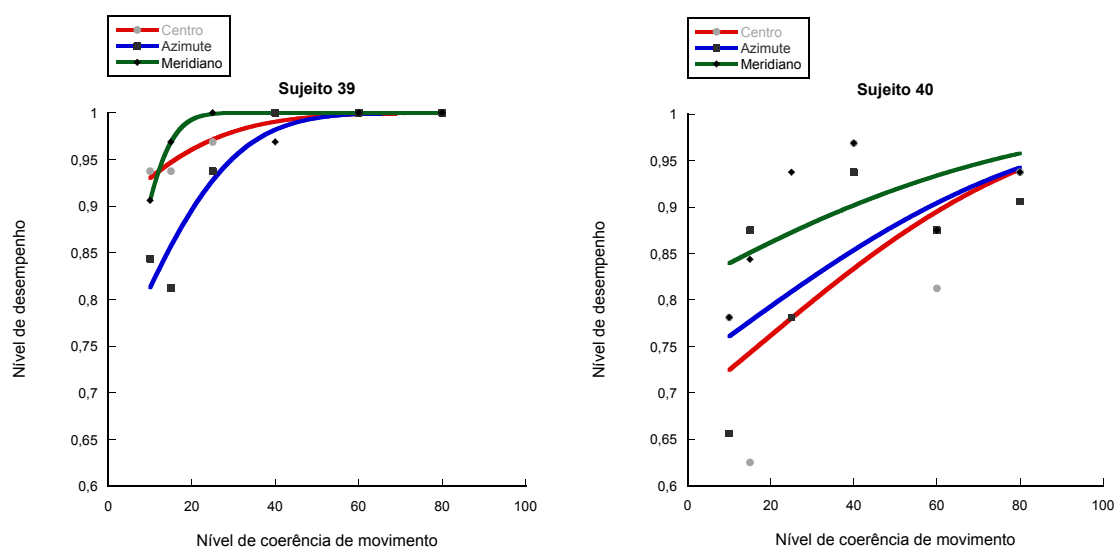 Centro
Azimute
Meridiano
Sujeito 39
1
0,95
0,9
0,85
0,8
0,75
0,7
0,65
0,6
0
20
40
60
80
100
Nível de desempenho
Nível de coerência de movimento
Centro
Azimute
Meridiano
Sujeito 40
1
0,95
0,9
0,85
0,8
0,75
0,7
0,65
0,6
0
20
40
60
80
100
Nível de desempenho
Nível de coerência de movimento